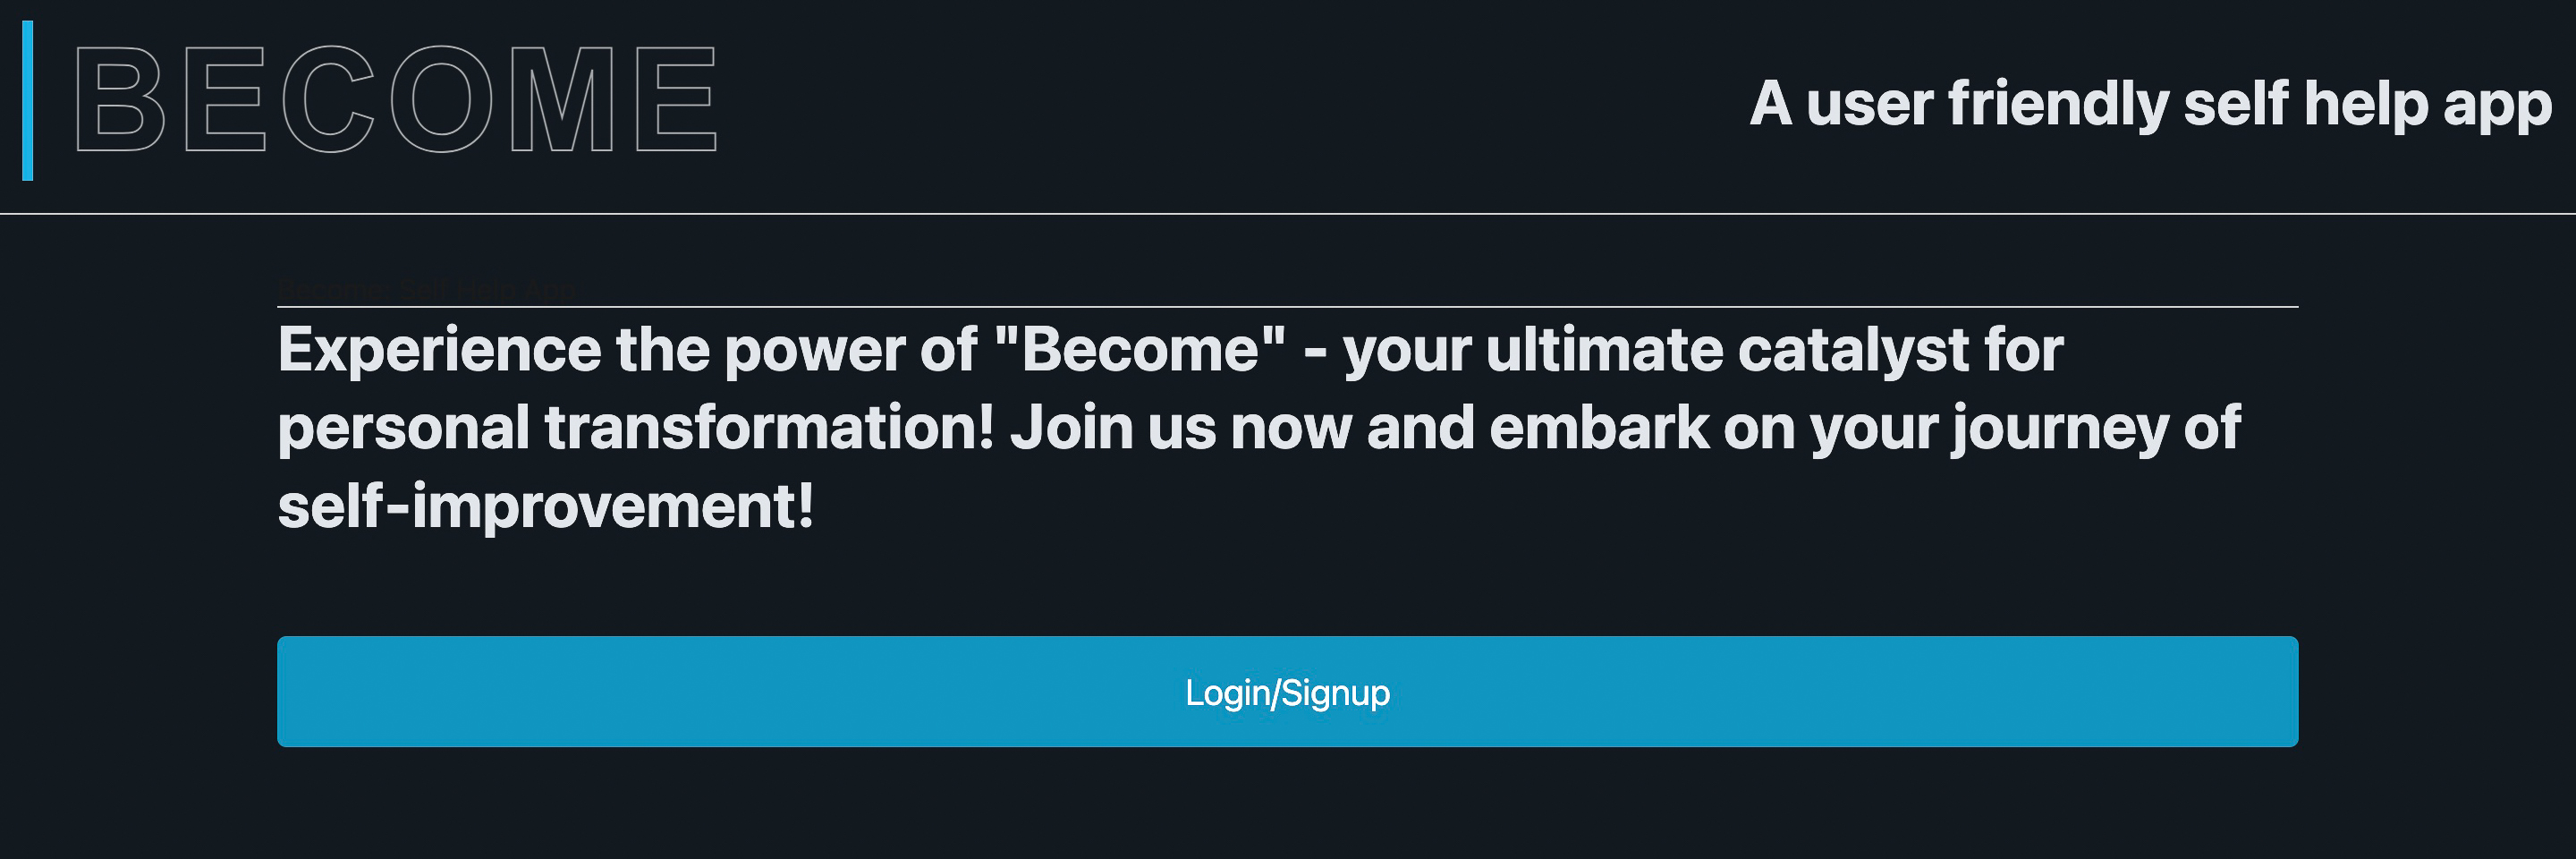 BECOME
A user friendly self help app
Become: Self Help App
Experience the power of "Become" - your ultimate catalyst for
personal transformation! Join us now and embark on your journey of
self-improvement!
Login/Signup